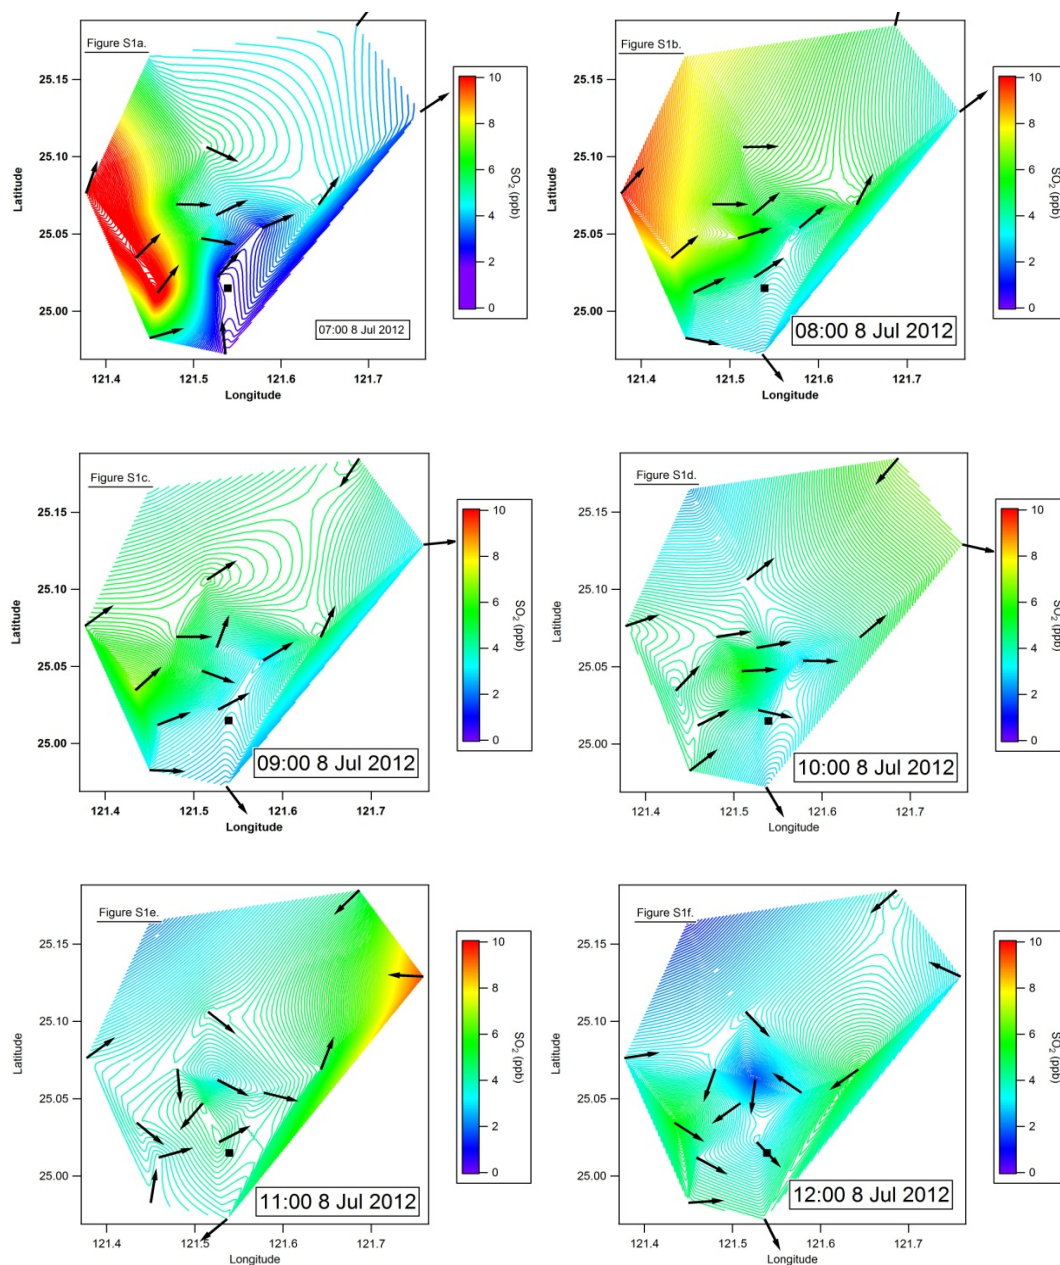 Figure S1a.
25.15
25.10
25.05
25.00
Latitude
121.4 121.5 121.6 121.7
Longitude
07:00 8 Jul 2012
10
8
6
4
2
0
SO2 (ppb)
Figure S1b.
25.15
25.10
25.05
25.00
Latitude
121.4 121.5 121.6 121.7
Longitude
08:00 8 Jul 2012
10
8
6
4
2
0
SO2 (ppb)
Figure S1c.
25.15
25.10
25.05
25.00
Latitude
121.4 121.5 121.6 121.7
Longitude
09:00 8 Jul 2012
10
8
6
4
2
0
SO2 (ppb)
Figure S1d.
25.15
25.10
25.05
25.00
Latitude
121.4 121.5 121.6 121.7
Longitude
10:00 8 Jul 2012
10
8
6
4
2
0
SO2 (ppb)
Figure S1e.
25.15
25.10
25.05
25.00
Latitude
121.4 121.5 121.6 121.7
Longitude
11:00 8 Jul 2012
10
8
6
4
2
0
SO2 (ppb)
Figure S1f.
25.15
25.10
25.05
25.00
Latitude
121.4 121.5 121.6 121.7
Longitude
12:00 8 Jul 2012
10
8
6
4
2
0
SO2 (ppb)